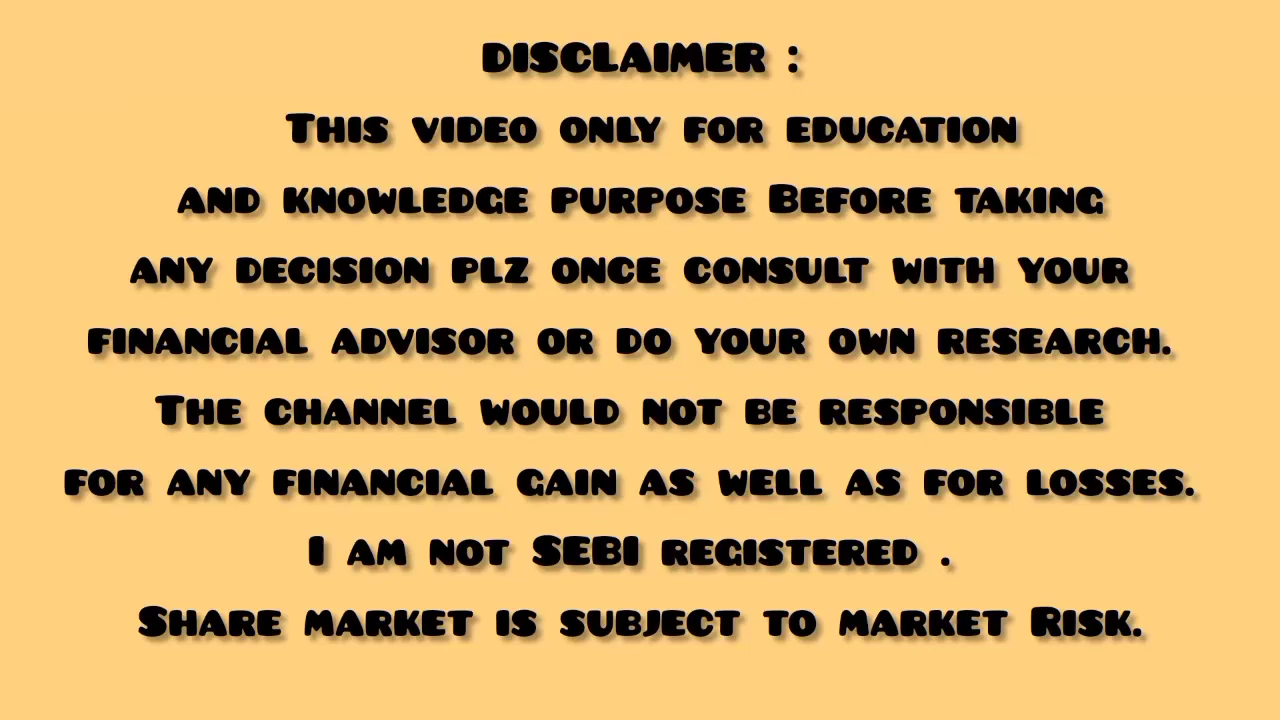 DISCLAIMER :
This video only for education
and knowledge purpose Before taking
any decision plz once consult with your
financial advisor or do your own research.
The channel would not be responsible
for any financial gain as well as for losses.
I am not SEBI registered .
Share market is subject to market Risk.